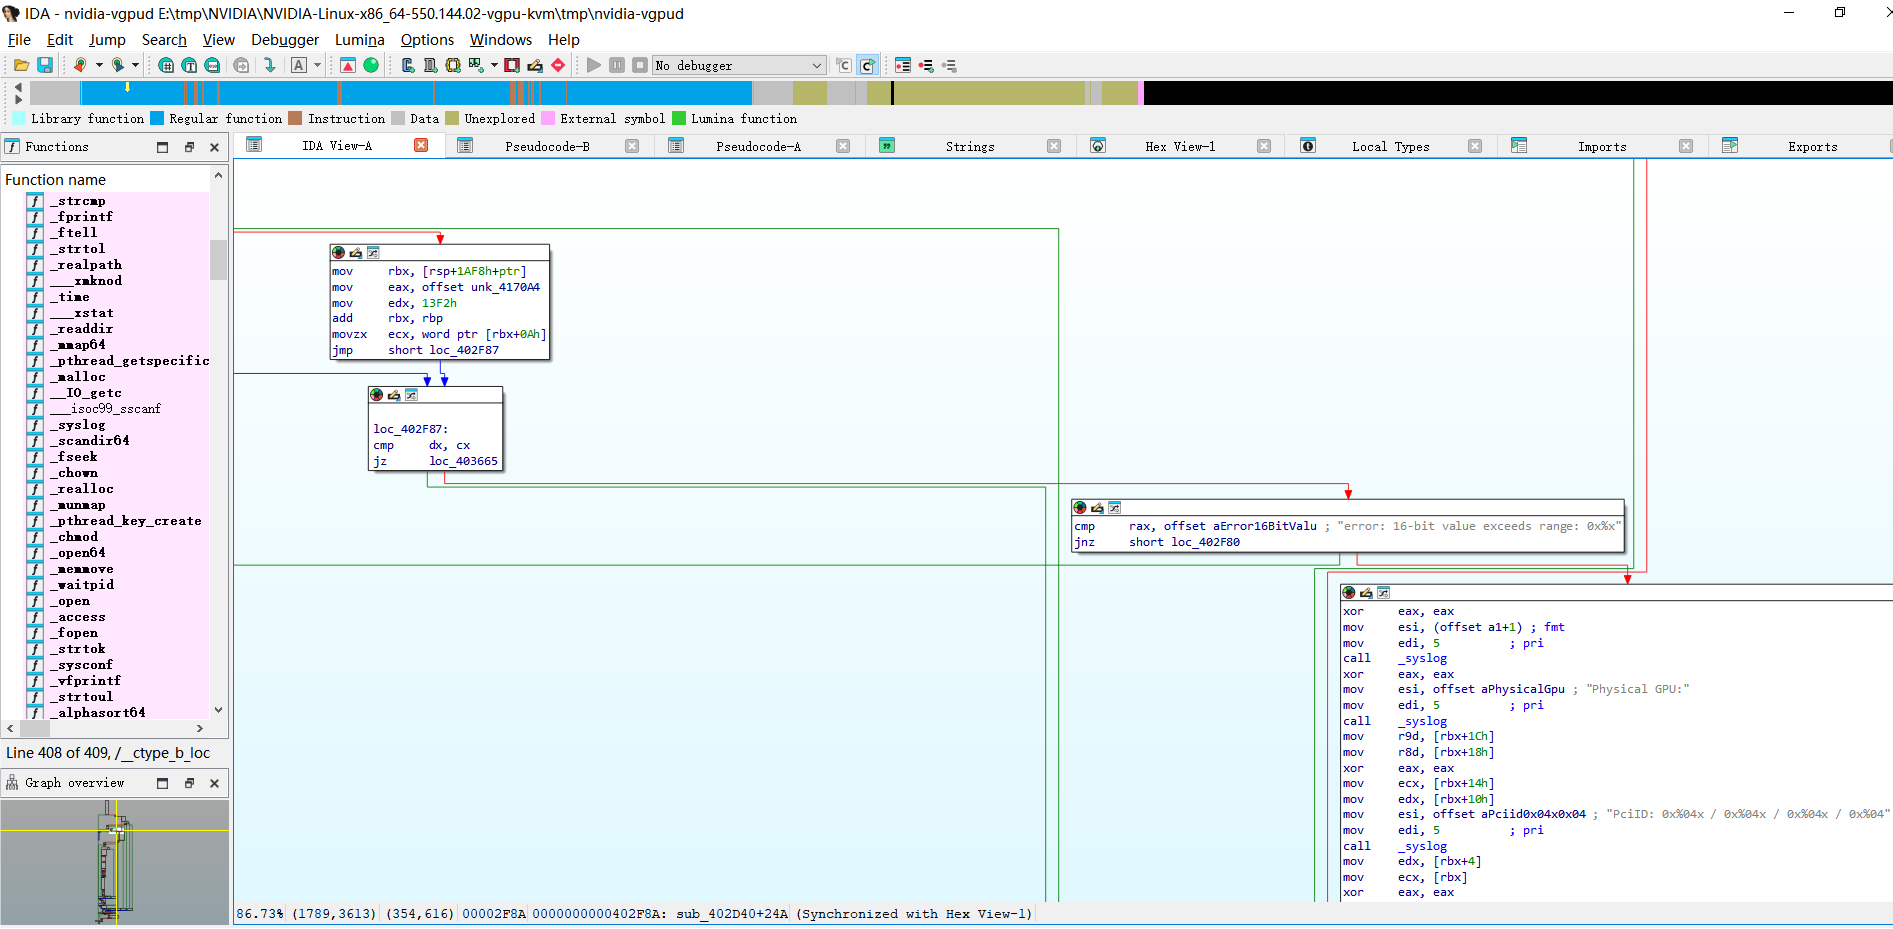 IDA - nvidia-vgpud E:\tmp\NVIDIA\NVIDIA-Linux-x86_64-550.144.02-vgpu-kvm\tmp\nvidia-vgpud
File Edit Jump Search View Debugger Lumina Options Windows Help
No debugger
Library function Regular function Instruction Data Unexplored External symbol Lumina function
Functions
IDA View-A Pseudocode-B Pseudocode-A Strings Hex View-1 Local Types Imports Exports
Function name
_strcmp
_fprintf
_ftell
_strtol
_realpath
___xmknod
_time
___xstat
_readdir
_mmap64
_pthread_getspecific
_malloc
__IO_getc
___isoc99_sscanf
_syslog
_scandir64
_fseek
_chown
_realloc
_munmap
_pthread_key_create
_chmod
_open64
_memmove
_waitpid
_open
_access
_fopen
_strtok
_sysconf
_vfprintf
_strtoul
_alphasort64
Line 408 of 409, /__ctype_b_loc
Graph overview
mov rbx, [rsp+1AF8h+ptr]
mov eax, offset unk_4170A4
mov edx, 13F2h
add rbx, rbp
movzx ecx, word ptr [rbx+0Ah]
jmp short loc_402F87
loc_402F87:
cmp dx, cx
jz loc_403665
cmp rax, offset aError16BitValu ; "error: 16-bit value exceeds range: 0x%x"
jnz short loc_402F80
xor eax, eax
mov esi, (offset a1+1) ; fmt
mov edi, 5 ; pri
call _syslog
xor eax, eax
mov esi, offset aPhysicalGpu ; "Physical GPU:"
mov edi, 5 ; pri
call _syslog
mov r9d, [rbx+1Ch]
mov r8d, [rbx+18h]
xor eax, eax
mov ecx, [rbx+14h]
mov edx, [rbx+10h]
mov esi, offset aPciid0x04x0x04 ; "PciID: 0x%04x / 0x%04x / 0x%04x / 0x%04"
mov edi, 5 ; pri
call _syslog
mov edx, [rbx+4]
mov ecx, [rbx]
xor eax, eax
86.73% (1789,3613) (354,616) 00002F8A 0000000000402F8A: sub_402D40+24A (Synchronized with Hex View-1)